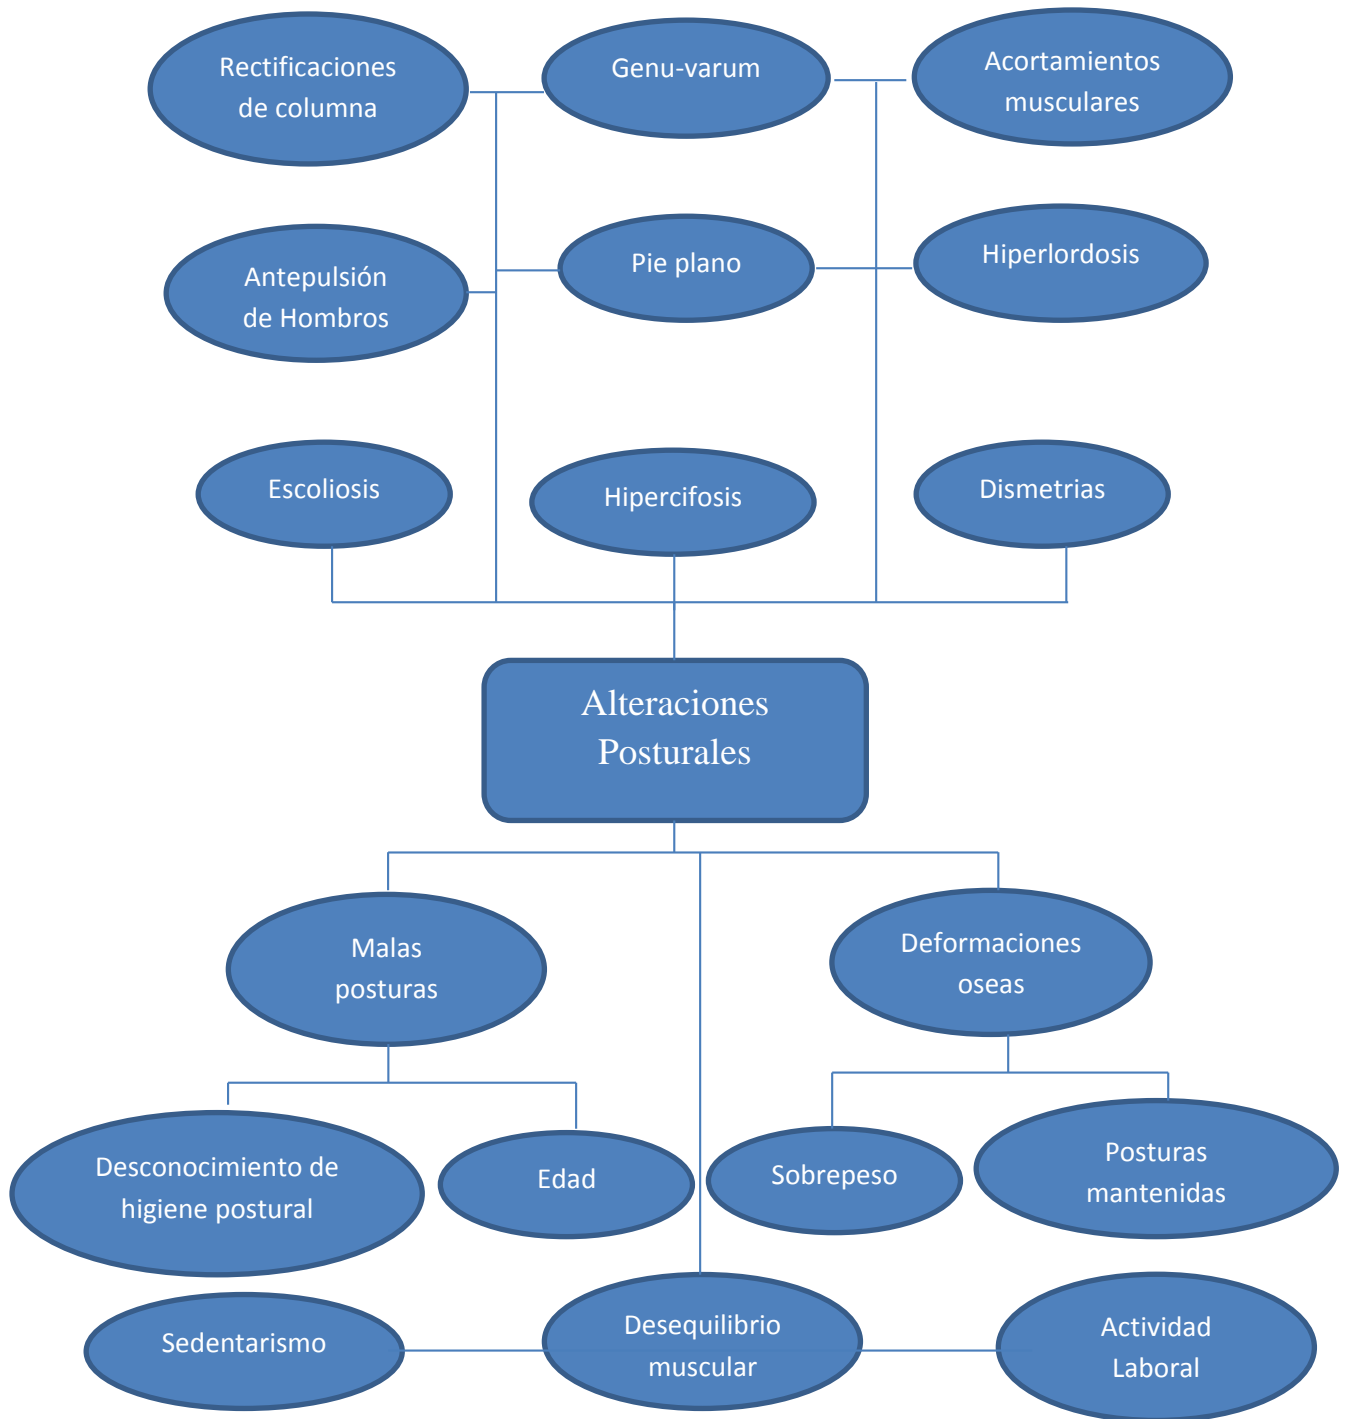 Rectificaciones
de columna
Genu-varum
Acortamientos
musculares
Antepulsión
de Hombros
Pie plano
Hiperlordosis
Escoliosis
Hipercifosis
Dismetrias
Alteraciones
Posturales
Malas
posturas
Deformaciones
oseas
Desconocimiento de
higiene postural
Edad
Sobrepeso
Posturas
mantenidas
Sedentarismo
Desequilibrio
muscular
Actividad
Laboral